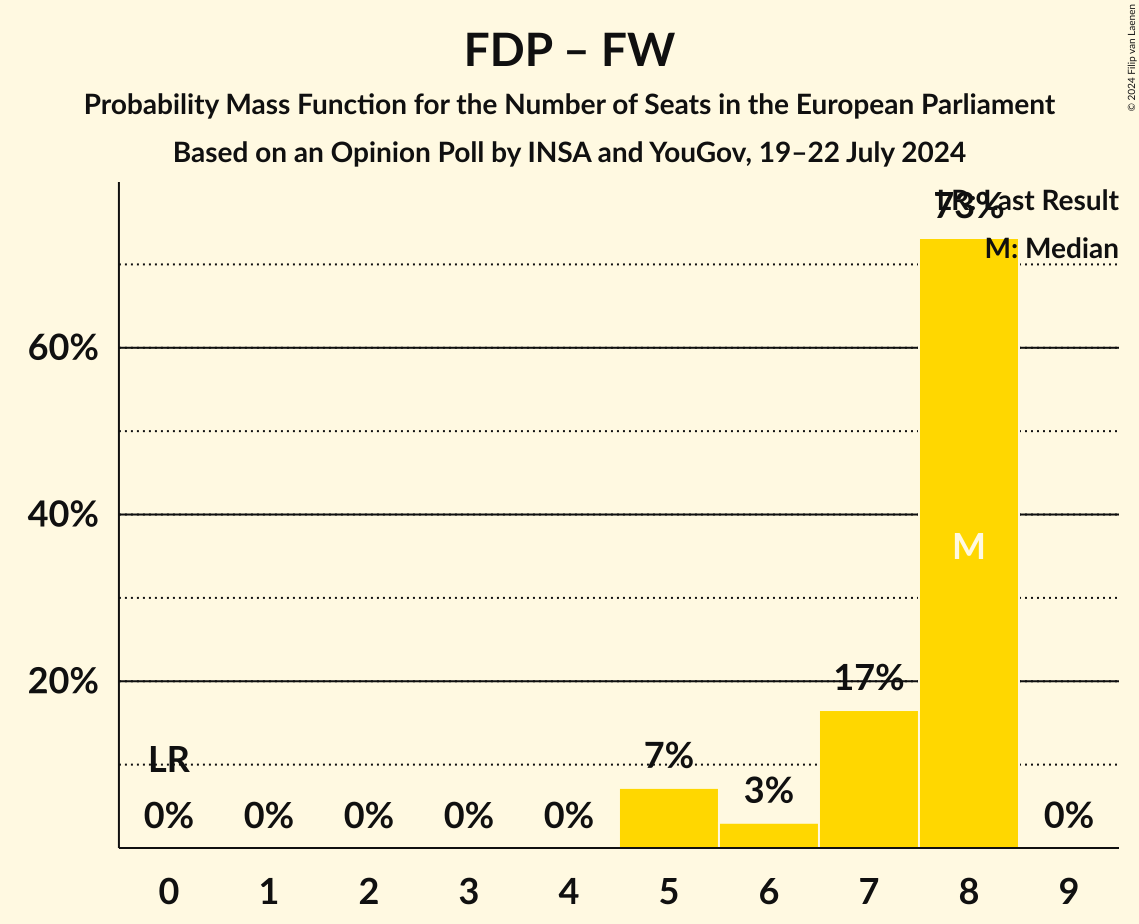 FDP – FW
Probability Mass Function for the Number of Seats in the European Parliament
Based on an Opinion Poll by INSA and YouGov, 19–22 July 2024
© 2024 Filip van Laenen
LR: Last Result
M: Median
73%
60%
40%
M
20%
17%
LR
7%
3%
0%
0%
0%
0%
0%
0%
0 1 2 3 4 5 6 7 8 9